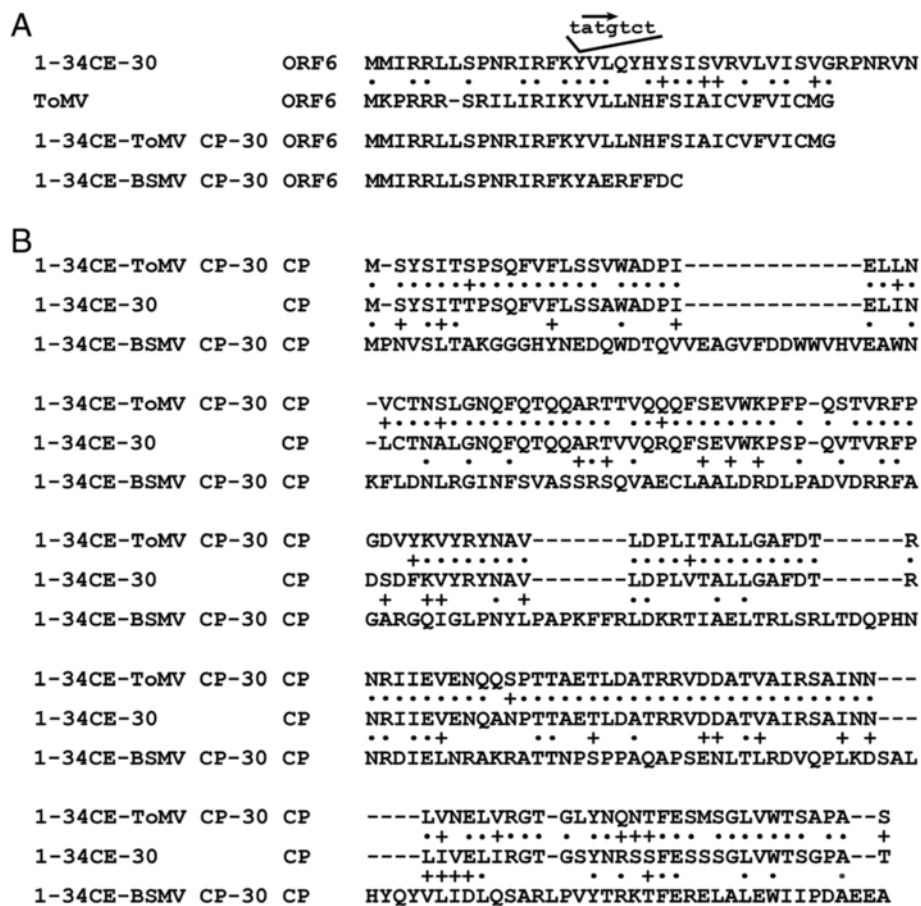 A
tatgtct
1-34CE-30 ORF6 MMIRRLLSPNRIRFKYVLQYHYSISVRVLVISVGRPNRVN
ToMV ORF6 MKPRRR-SRILIRIKYVLLNHFSIAICVFVICMG
1-34CE-ToMV CP-30 ORF6 MMIRRLLSPNRIRFKYVLLNHFSIAICVFVICMG
1-34CE-BSMV CP-30 ORF6 MMIRRLLSPNRIRFKYAERFFDC
B
1-34CE-ToMV CP-30 CP M-SYSITSPSQFVFLSSVWADPI-------------ELLN
1-34CE-30 CP M-SYSITTPSQFVFLSSAWADPI-------------ELIN
1-34CE-BSMV CP-30 CP MPNVSLTAKGGGHYNEDQWDTQVVEAGVFDDWWVHVEAWN
1-34CE-ToMV CP-30 CP -VCTNSLGNQFQTQQARTTVQQQFSEVWKPFP-QSTVRFP
1-34CE-30 CP -LCTNALGNQFQTQQARTVVQRQFSEVWKPSP-QVTVRFP
1-34CE-BSMV CP-30 CP KFLDNLRGINFSVASSRSQVAECLAALDRDLPADVDRRFA
1-34CE-ToMV CP-30 CP GDVYKVYRYNAV-------LDPLITALLGAFDT------R
1-34CE-30 CP DSDFKVYRYNAV-------LDPLVTALLGAFDT------R
1-34CE-BSMV CP-30 CP GARGQIGLPNYLPAPKFFRLDKRTIAELTRLSRLTDQPHN
1-34CE-ToMV CP-30 CP NRIIEVENQQSPTTAETLDATRRVDDATVAIRSAINN---
1-34CE-30 CP NRIIEVENQANPTTAETLDATRRVDDATVAIRSAINN---
1-34CE-BSMV CP-30 CP NRDIELNRAKRATTNPSPPAQAPSENLTLRDVQPLKDSAL
1-34CE-ToMV CP-30 CP ----LVNELVRGT-GLYNQNTFESMSGLVWTSAPA--S
1-34CE-30 CP ----LIVELIRGT-GSYNRSSFESSSGLVWTSGPA--T
1-34CE-BSMV CP-30 CP HYQYVLIDLQSARLPVYTRKTFERELALEWIIPDAEEA